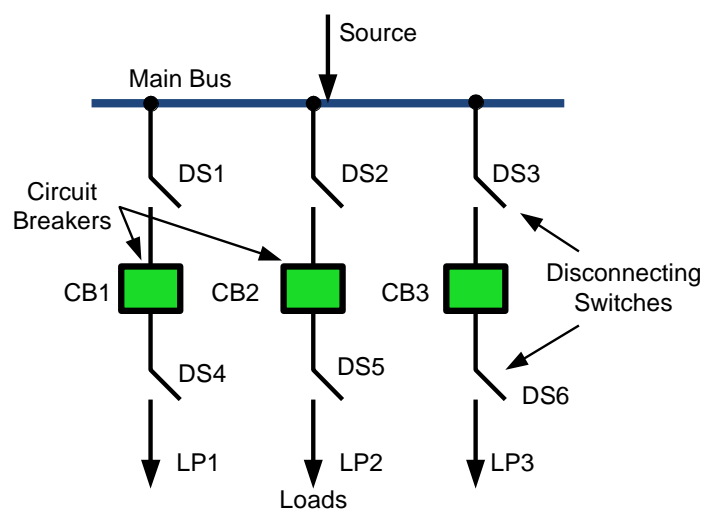 Source
Main Bus
DS1
DS2
DS3
Circuit
Breakers
CB1
CB2
CB3
Disconnecting
Switches
DS4
DS5
DS6
LP1
LP2
LP3
Loads